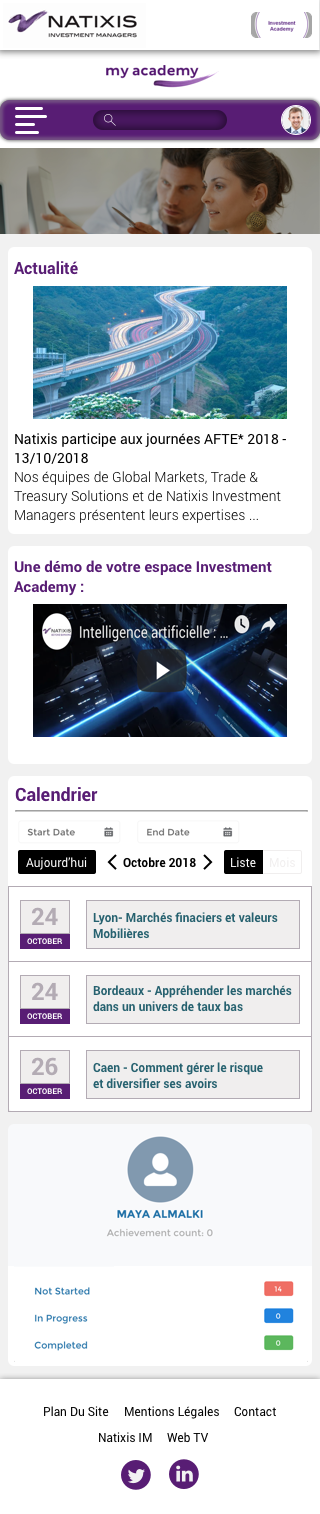 NATIXIS
INVESTMENT MANAGERS
Investment
Academy
my academy
Actualité
Natixis participe aux journées AFTE* 2018 -
13/10/2018
Nos équipes de Global Markets, Trade &
Treasury Solutions et de Natixis Investment
Managers présentent leurs expertises ...
Une démo de votre espace Investment
Academy :
NATIXIS
Intelligence artificielle : ...
Calendrier
Start Date
End Date
Aujourd'hui
Octobre 2018
Liste
Mois
24
OCTOBER
Lyon- Marchés finaciers et valeurs
Mobilières
24
OCTOBER
Bordeaux - Appréhender les marchés
dans un univers de taux bas
26
OCTOBER
Caen - Comment gérer le risque
et diversifier ses avoirs
MAYA ALMALKI
Achievement count: 0
Not Started 14
In Progress 0
Completed 0
Plan Du Site Mentions Légales Contact
Natixis IM Web TV
in